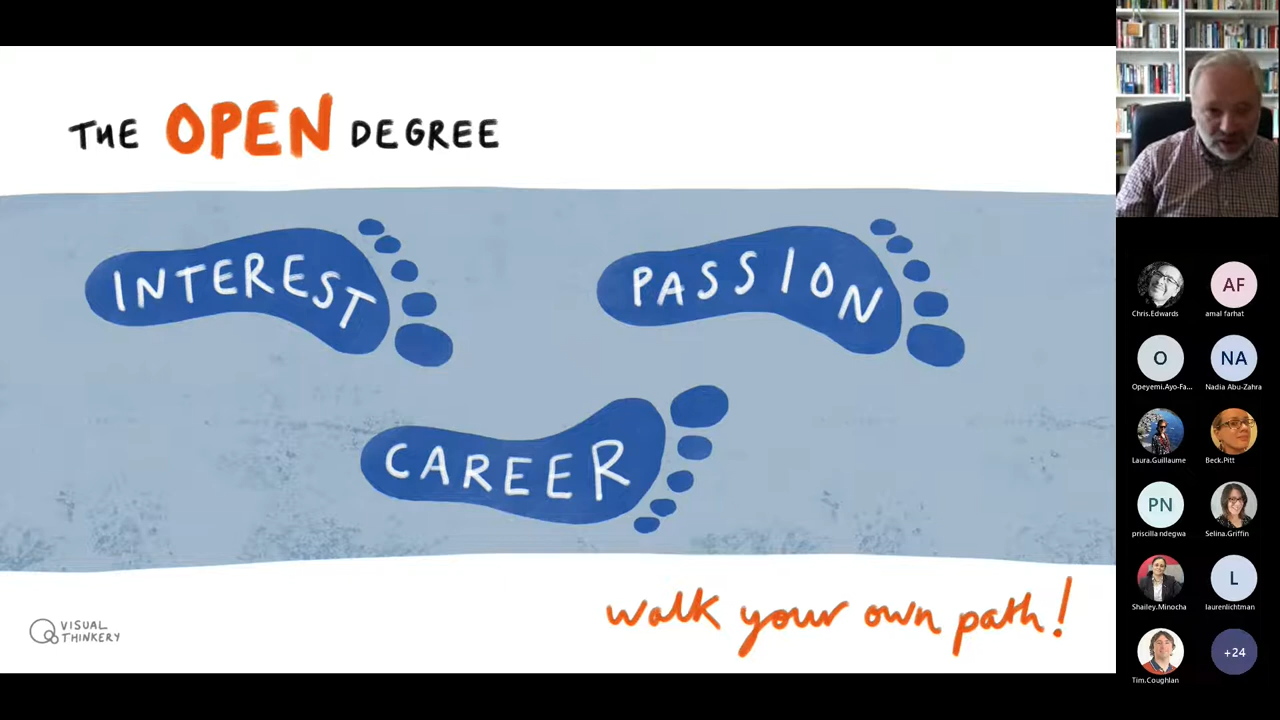 THE OPEN DEGREE
INTEREST
PASSION
CAREER
walk your own path!
VISUAL
THINKERY
Chris.Edwards
AF
amal farhat
O
Opeyemi.Ayo-Fa...
NA
Nadia Abu-Zahra
Laura.Guillaume
Beck.Pitt
PN
priscilla ndegwa
Selina.Griffin
Shailey.Minocha
L
laurenlichtman
Tim.Coughlan
+24